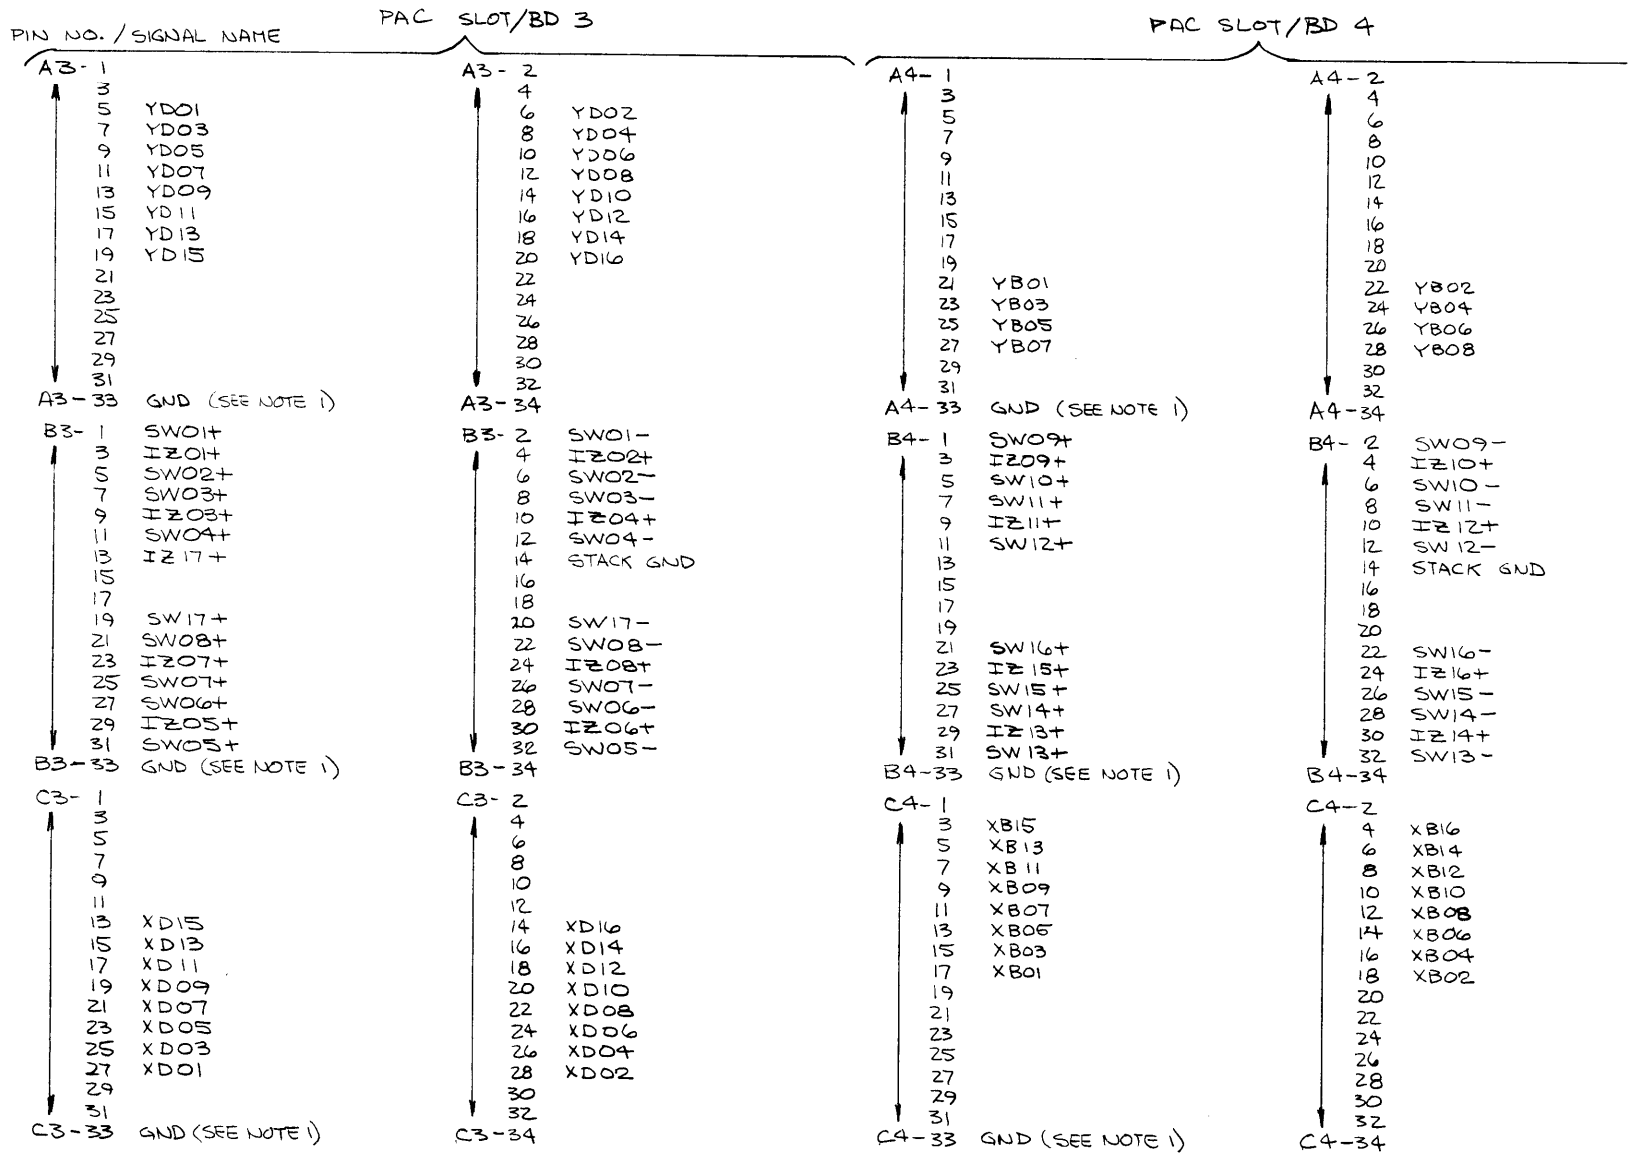 PAC SLOT/BD 3 PAC SLOT/BD 4
PIN NO. / SIGNAL NAME
A3- 1 A3- 2 A4- 1 A4- 2
3 4 3 4
5 YD01 6 YD02 5 6
7 YD03 8 YD04 7 8
9 YD05 10 YD06 9 10
11 YD07 12 YD08 11 12
13 YD09 14 YD10 13 14
15 YD11 16 YD12 15 16
17 YD13 18 YD14 17 18
19 YD15 20 YD16 19 20
21 22 21 YB01 22 YB02
23 24 23 YB03 24 YB04
25 26 25 YB05 26 YB06
27 28 27 YB07 28 YB08
29 30 29 30
31 32 31 32
A3-33 GND (SEE NOTE 1) A3-34 A4-33 GND (SEE NOTE 1) A4-34
B3- 1 SW01+ B3- 2 SW01- B4- 1 SW09+ B4- 2 SW09-
3 IZ01+ 4 IZ02+ 3 IZ09+ 4 IZ10+
5 SW02+ 6 SW02- 5 SW10+ 6 SW10-
7 SW03+ 8 SW03- 7 SW11+ 8 SW11-
9 IZ03+ 10 IZ04+ 9 IZ11+ 10 IZ12+
11 SW04+ 12 SW04- 11 SW12+ 12 SW12-
13 IZ17+ 14 STACK GND 13 14 STACK GND
15 16 15 16
17 18 17 18
19 SW17+ 20 SW17- 19 20
21 SW08+ 22 SW08- 21 SW16+ 22 SW16-
23 IZ07+ 24 IZ08+ 23 IZ15+ 24 IZ16+
25 SW07+ 26 SW07- 25 SW15+ 26 SW15-
27 SW06+ 28 SW06- 27 SW14+ 28 SW14-
29 IZ05+ 30 IZ06+ 29 IZ13+ 30 IZ14+
31 SW05+ 32 SW05- 31 SW13+ 32 SW13-
B3-33 GND (SEE NOTE 1) B3-34 B4-33 GND (SEE NOTE 1) B4-34
C3- 1 C3- 2 C4- 1 C4-2
3 4 3 XB15 4 XB16
5 6 5 XB13 6 XB14
7 8 7 XB11 8 XB12
9 10 9 XB09 10 XB10
11 12 11 XB07 12 XB08
13 XD15 14 XD16 13 XB05 14 XB06
15 XD13 16 XD14 15 XB03 16 XB04
17 XD11 18 XD12 17 XB01 18 XB02
19 XD09 20 XD10 19 20
21 XD07 22 XD08 21 22
23 XD05 24 XD06 23 24
25 XD03 26 XD04 25 26
27 XD01 28 XD02 27 28
29 30 29 30
31 32 31 32
C3-33 GND (SEE NOTE 1) C3-34 C4-33 GND (SEE NOTE 1) C4-34